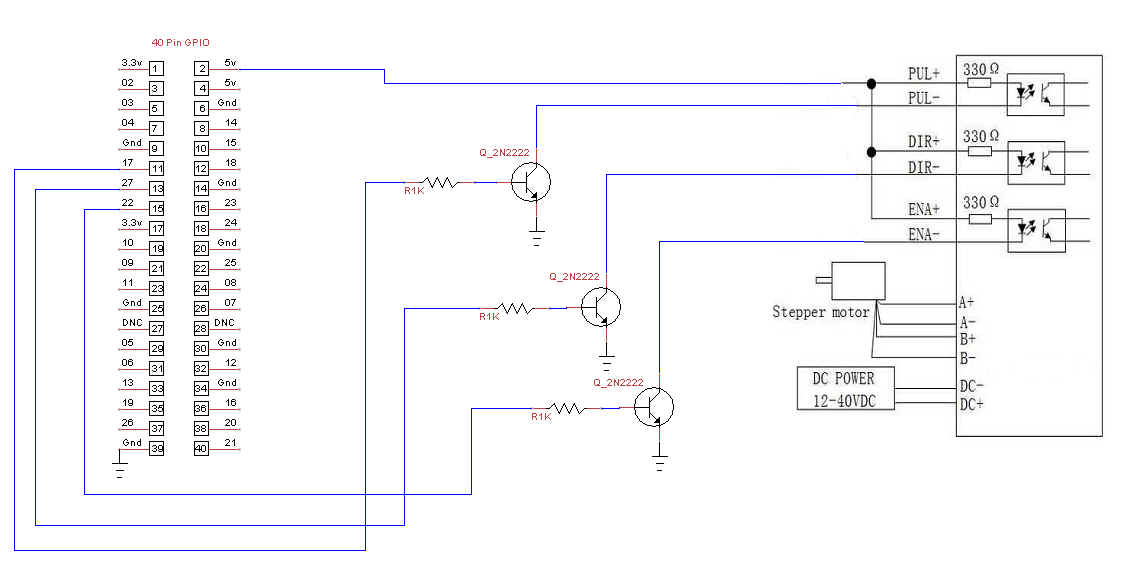 40 Pin GPIO
3.3v 1 2 5v
02 3 4 5v
03 5 6 Gnd
04 7 8 14
Gnd 9 10 15
17 11 12 18
27 13 14 Gnd
22 15 16 23
3.3v 17 18 24
10 19 20 Gnd
09 21 22 25
11 23 24 08
Gnd 25 26 07
DNC 27 28 DNC
05 29 30 Gnd
06 31 32 12
13 33 34 Gnd
19 35 36 16
26 37 38 20
Gnd 39 40 21
Q_2N2222
R1K
Q_2N2222
R1K
Q_2N2222
R1K
PUL+ 330Ω
PUL-
DIR+ 330Ω
DIR-
ENA+ 330Ω
ENA-
Stepper motor
A+
A-
B+
B-
DC POWER
12-40VDC
DC-
DC+